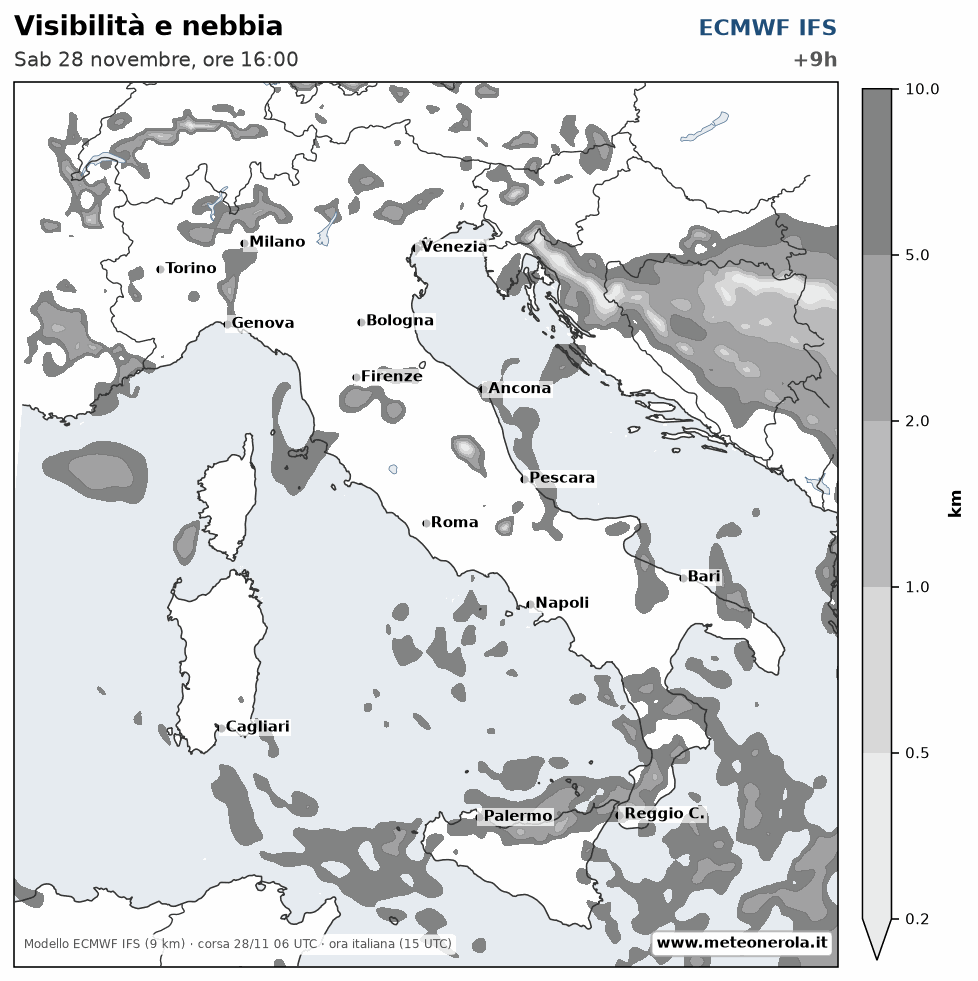 Visibilità e nebbia
ECMWF IFS
Sab 28 novembre, ore 16:00
+9h
10.0
5.0
2.0
1.0
0.5
0.2
km
Milano
Venezia
Torino
Genova
Bologna
Firenze
Ancona
Pescara
Roma
Bari
Napoli
Cagliari
Palermo
Reggio C.
Modello ECMWF IFS (9 km) · corsa 28/11 06 UTC · ora italiana (15 UTC)
www.meteonerola.it